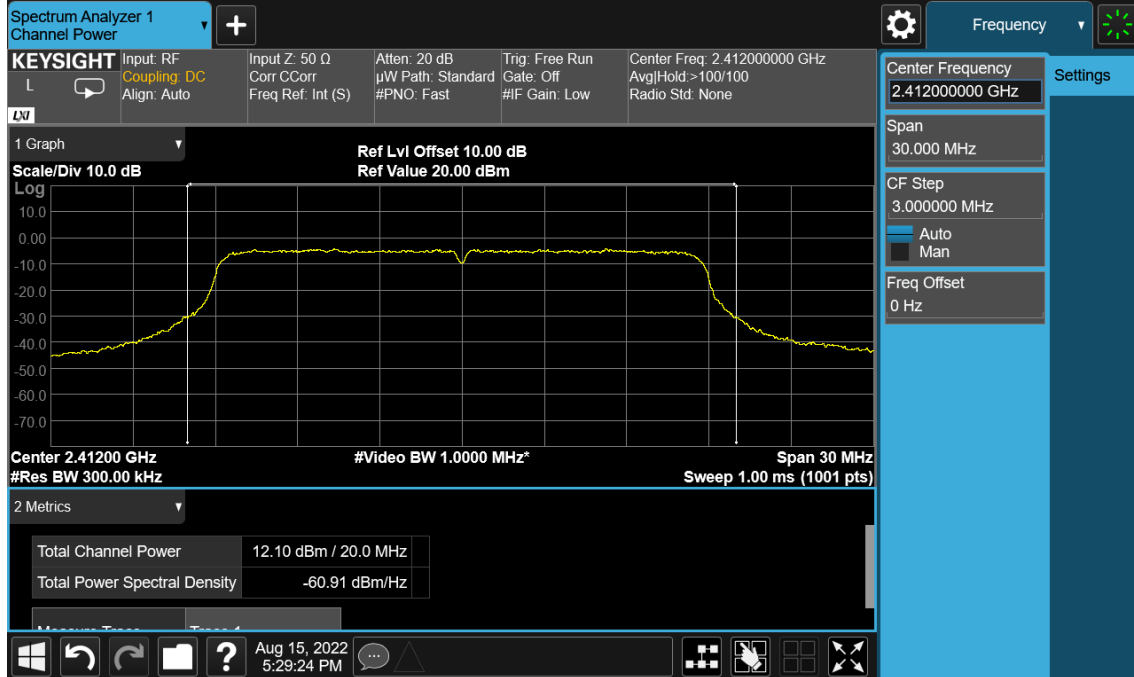 Spectrum Analyzer 1
Channel Power
Frequency
KEYSIGHT
L
LXI
Input: RF
Coupling: DC
Align: Auto
Input Z: 50 Ω
Corr CCorr
Freq Ref: Int (S)
Atten: 20 dB
µW Path: Standard
#PNO: Fast
Trig: Free Run
Gate: Off
#IF Gain: Low
Center Freq: 2.412000000 GHz
Avg|Hold:>100/100
Radio Std: None
Center Frequency
2.412000000 GHz
Settings
Span
30.000 MHz
CF Step
3.000000 MHz
Auto
Man
Freq Offset
0 Hz
1 Graph
Scale/Div 10.0 dB
Ref Lvl Offset 10.00 dB
Ref Value 20.00 dBm
Log
10.0
0.00
-10.0
-20.0
-30.0
-40.0
-50.0
-60.0
-70.0
Center 2.41200 GHz
#Video BW 1.0000 MHz*
Span 30 MHz
#Res BW 300.00 kHz
Sweep 1.00 ms (1001 pts)
2 Metrics
Total Channel Power 12.10 dBm / 20.0 MHz
Total Power Spectral Density -60.91 dBm/Hz
Measure Trace Trace 1
?
Aug 15, 2022
5:29:24 PM